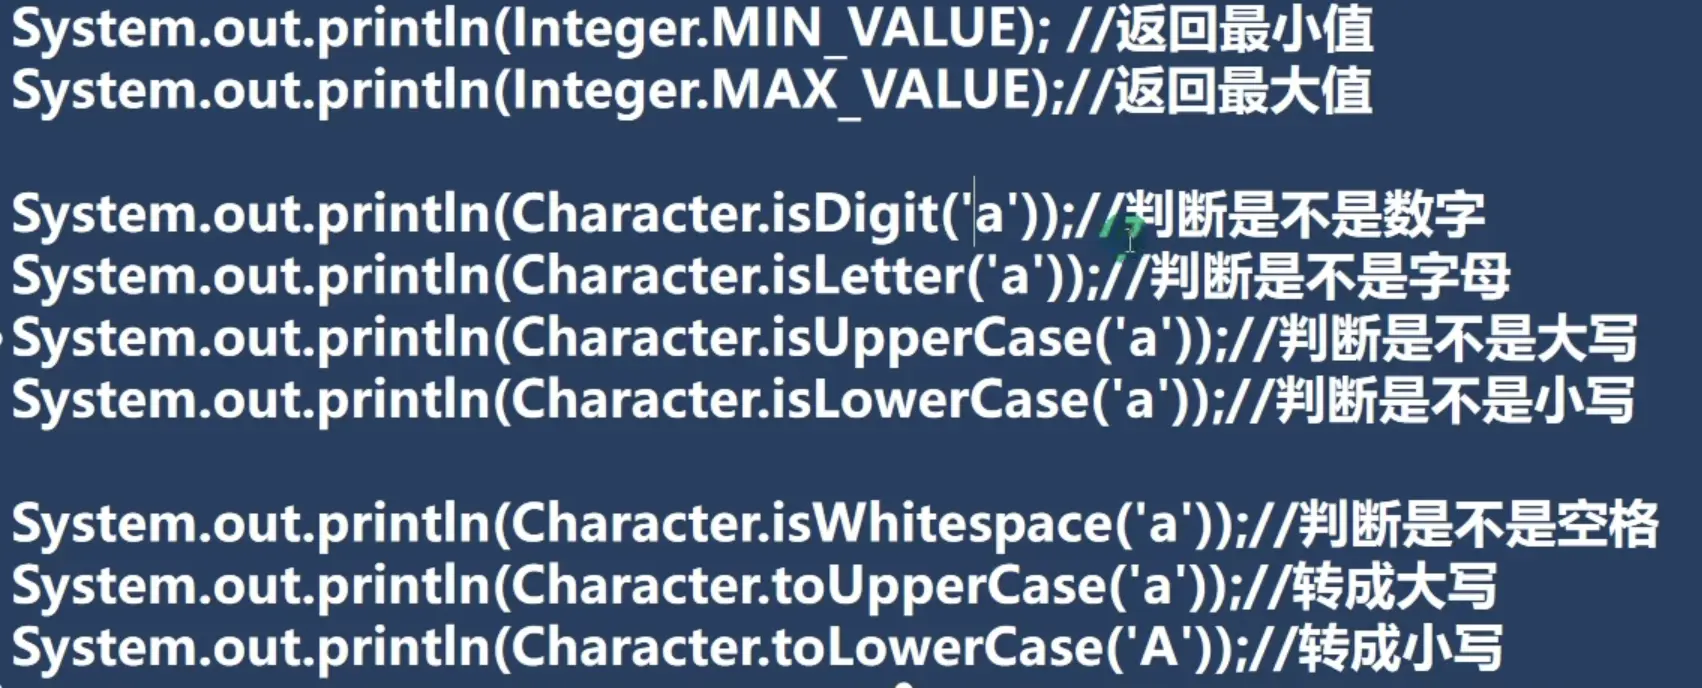 System.out.println(Integer.MIN_VALUE); //返回最小值
System.out.println(Integer.MAX_VALUE);//返回最大值
System.out.println(Character.isDigit('a'));//判断是不是数字
System.out.println(Character.isLetter('a'));//判断是不是字母
System.out.println(Character.isUpperCase('a'));//判断是不是大写
System.out.println(Character.isLowerCase('a'));//判断是不是小写
System.out.println(Character.isWhitespace('a'));//判断是不是空格
System.out.println(Character.toUpperCase('a'));//转成大写
System.out.println(Character.toLowerCase('A'));//转成小写